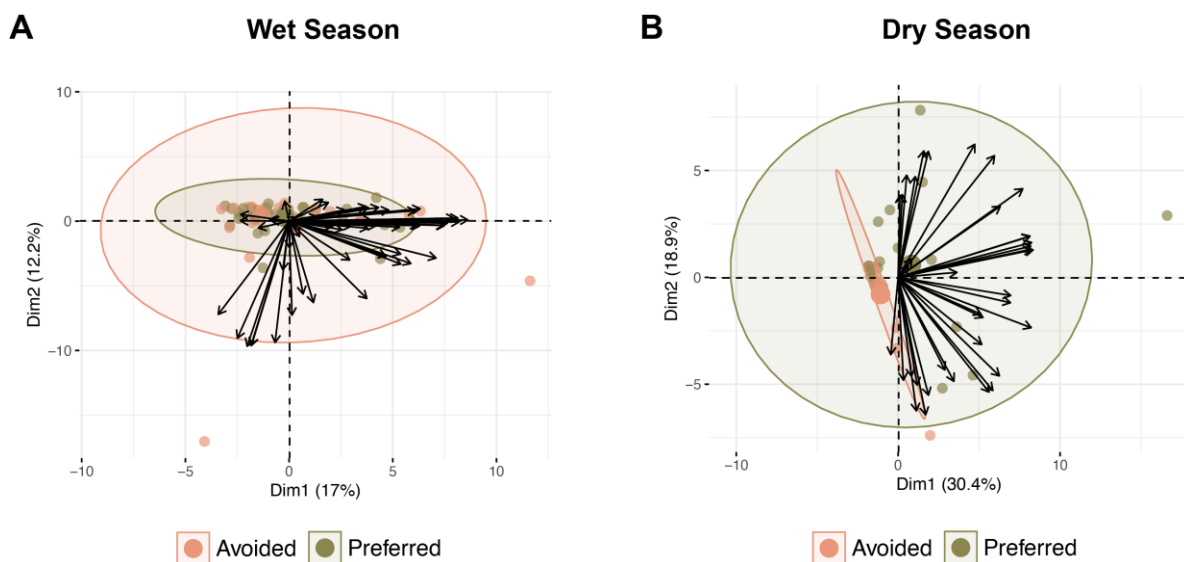 A
Wet Season
10
0
−10
Dim2 (12.2%)
−10
−5
0
5
10
Dim1 (17%)
Avoided
Preferred
B
Dry Season
5
0
−5
Dim2 (18.9%)
−10
0
10
Dim1 (30.4%)
Avoided
Preferred